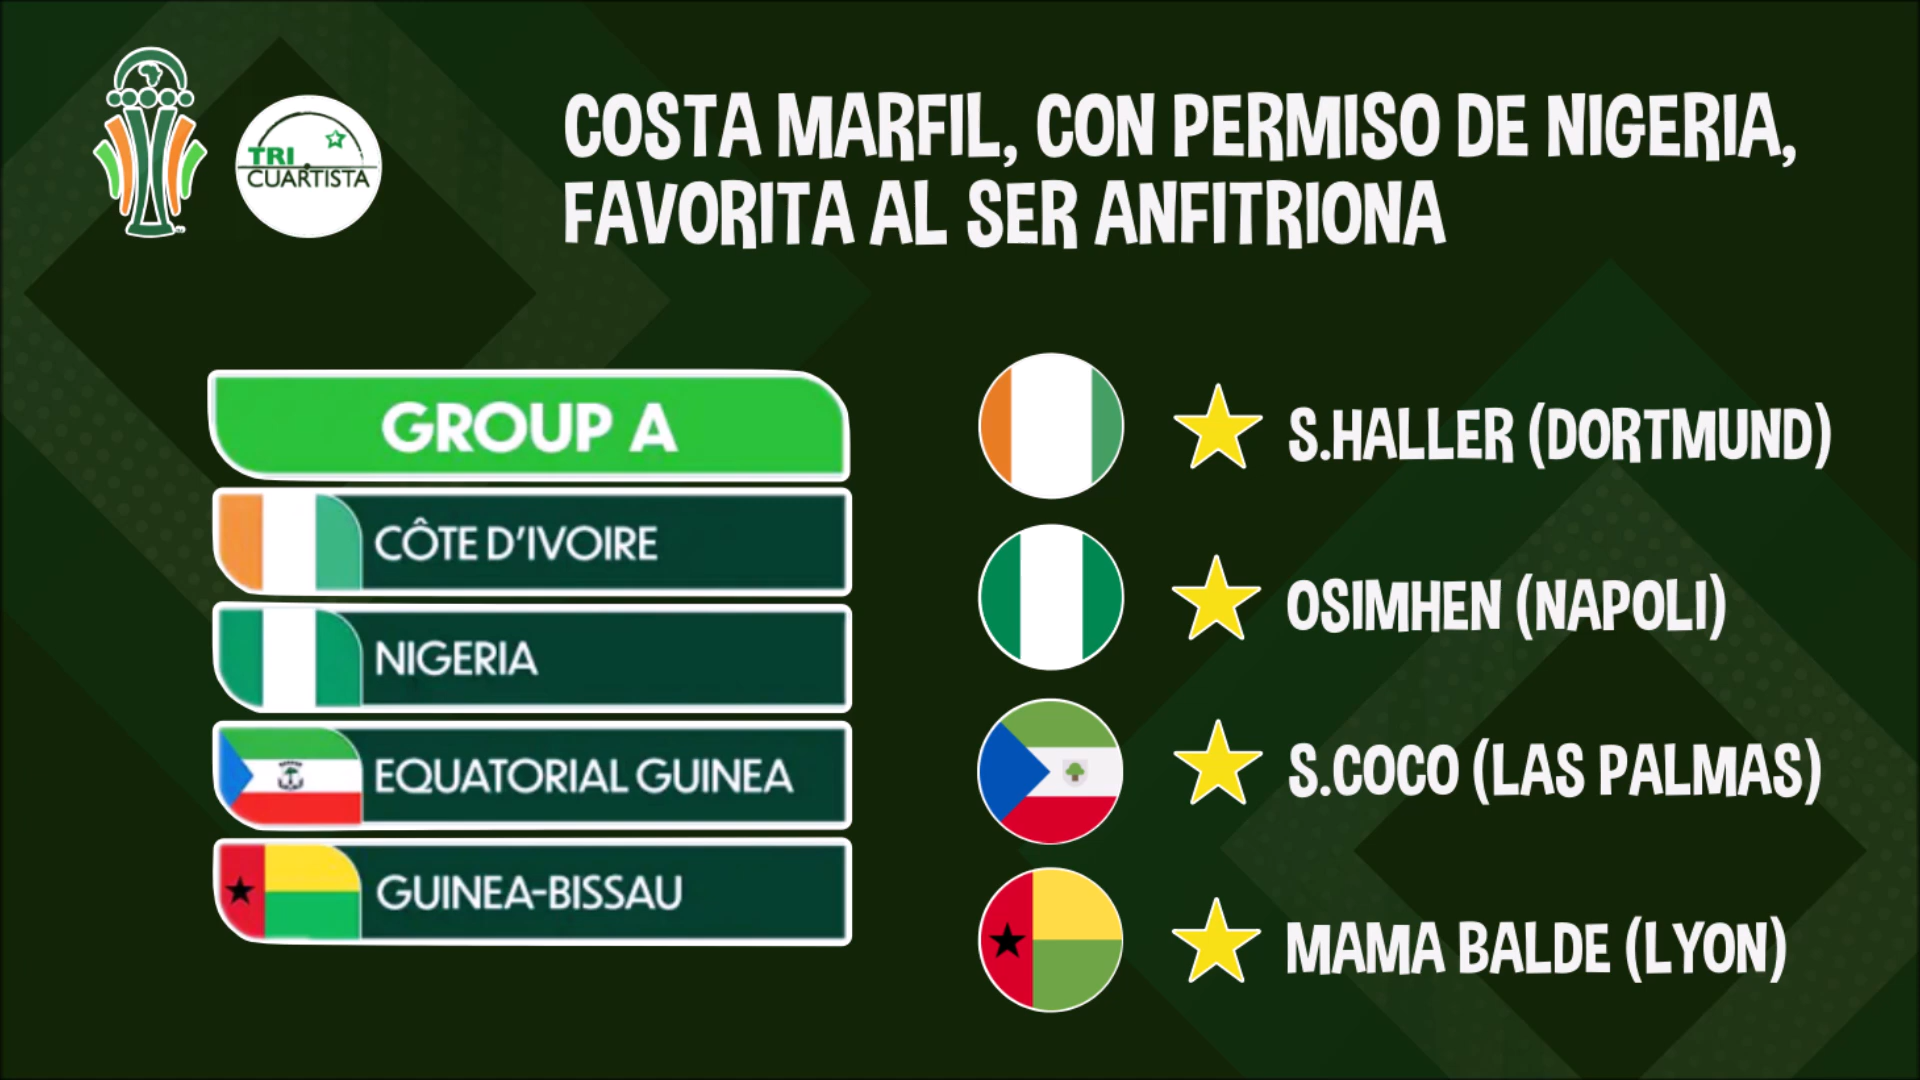 TRI
CUARTISTA
COSTA MARFIL, CON PERMISO DE NIGERIA,
FAVORITA AL SER ANFITRIONA
GROUP A
CÔTE D'IVOIRE
NIGERIA
EQUATORIAL GUINEA
GUINEA-BISSAU
S.HALLER (DORTMUND)
OSIMHEN (NAPOLI)
S.COCO (LAS PALMAS)
MAMA BALDE (LYON)